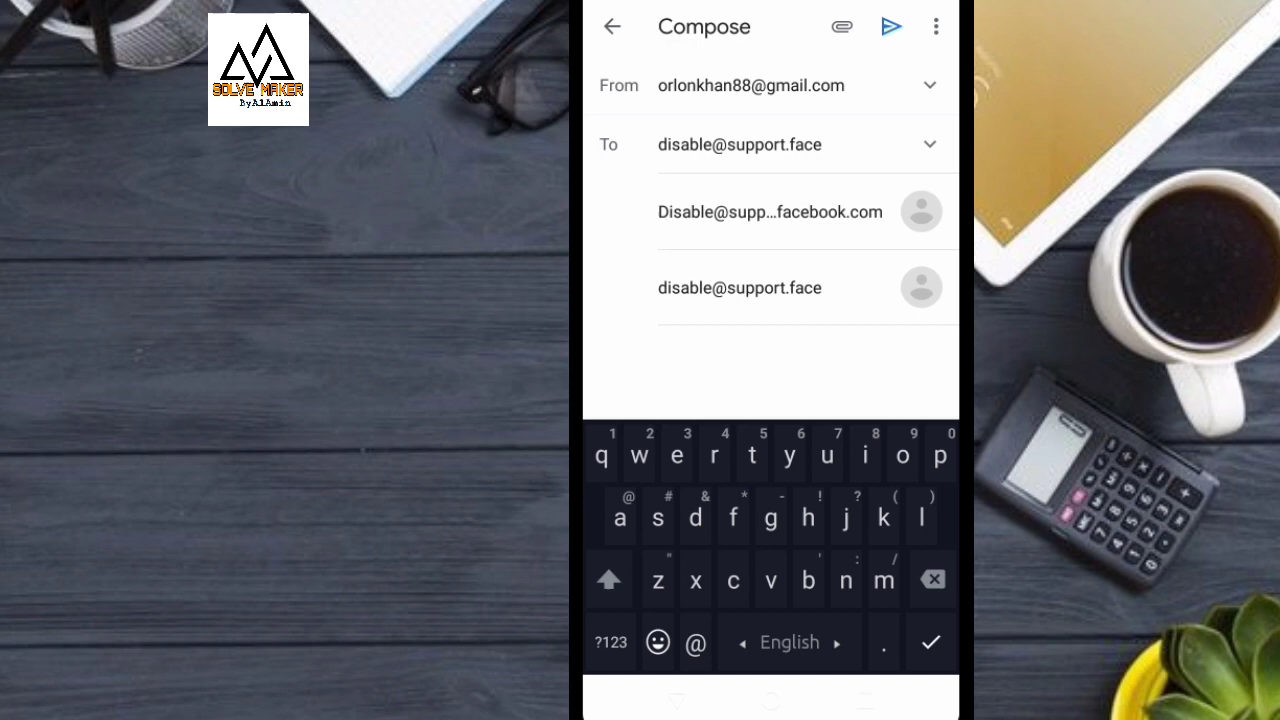 SOLVE MAKER
ByAlAmin
Compose
From orlonkhan88@gmail.com
To disable@support.face
Disable@supp...facebook.com
disable@support.face
1 2 3 4 5 6 7 8 9 0
q w e r t y u i o p
@ # & * - ! ? ( )
a s d f g h j k l
" ' : /
z x c v b n m
?123 @ English .